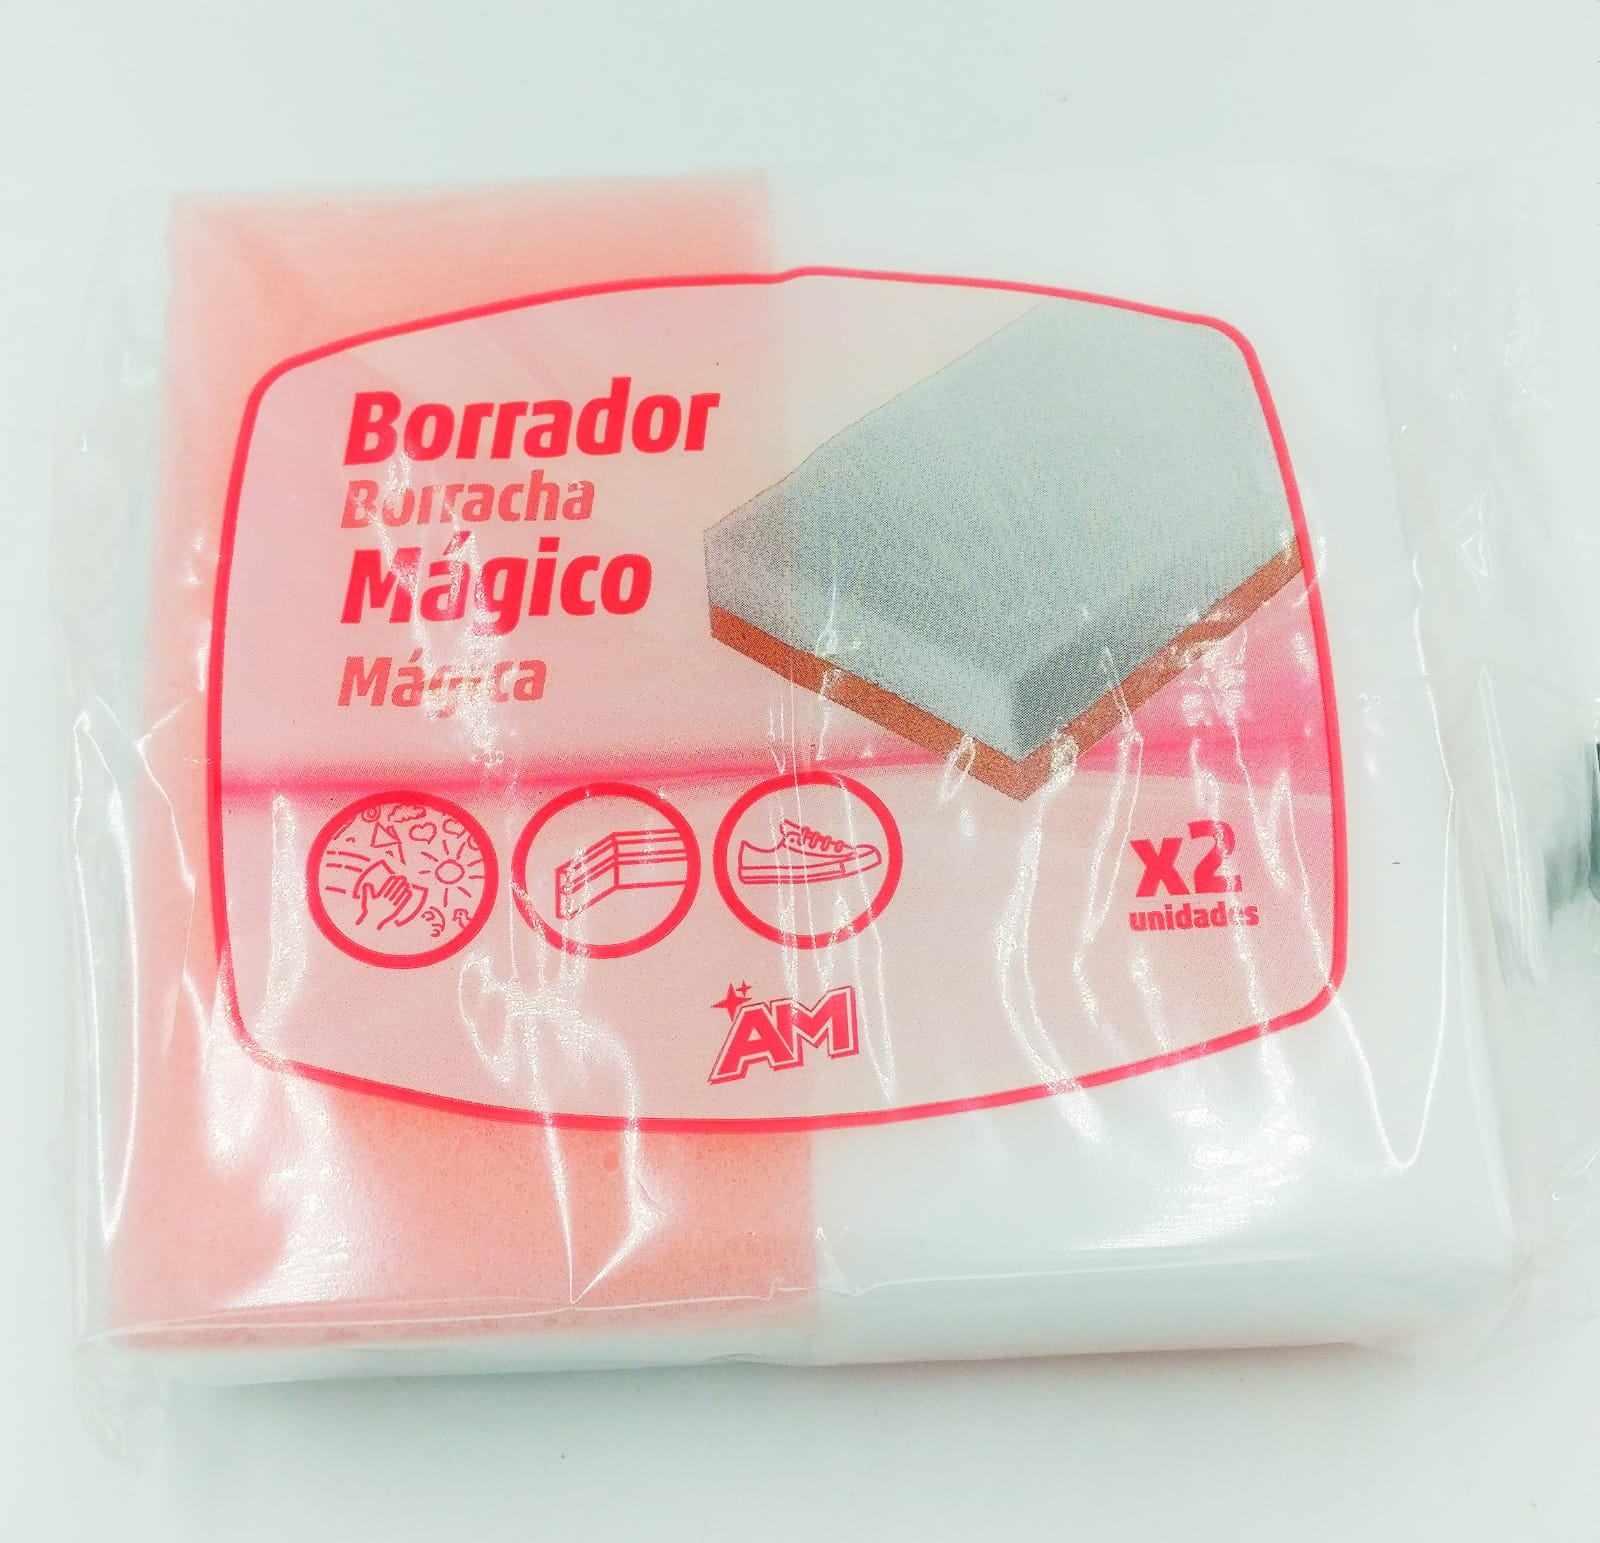 Borrador
Borracha
Mágico
Mágica
x2
unidades
AM